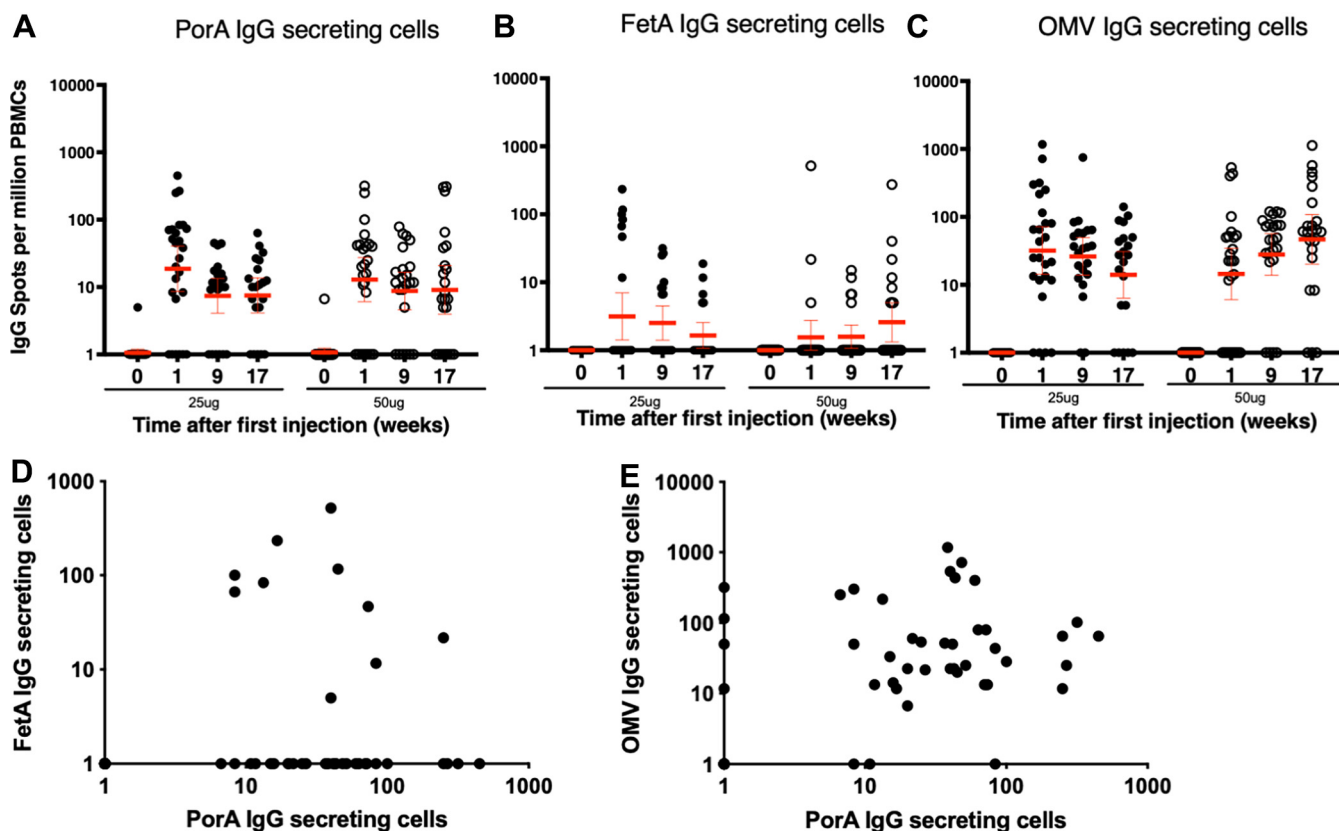 A
PorA IgG secreting cells
B
FetA IgG secreting cells
C
OMV IgG secreting cells
IgG Spots per million PBMCs
10000
1000
100
10
1
0 1 9 17 0 1 9 17
25ug 50ug
Time after first injection (weeks)
10000
1000
100
10
1
0 1 9 17 0 1 9 17
25ug 50ug
Time after first injection (weeks)
10000
1000
100
10
1
0 1 9 17 0 1 9 17
25ug 50ug
Time after first injection (weeks)
D
FetA IgG secreting cells
1000
100
10
1
1 10 100 1000
PorA IgG secreting cells
E
OMV IgG secreting cells
10000
1000
100
10
1
1 10 100 1000
PorA IgG secreting cells